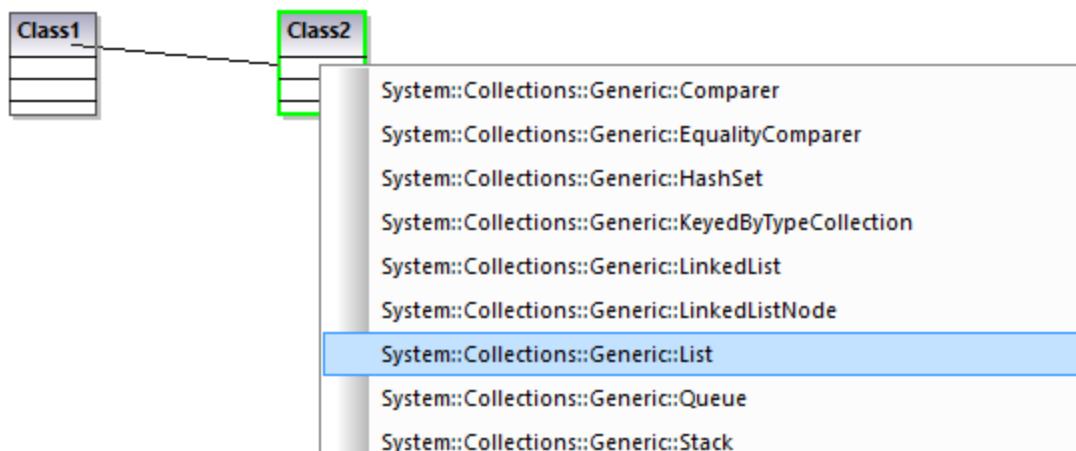 Class1
Class2
System::Collections::Generic::Comparer
System::Collections::Generic::EqualityComparer
System::Collections::Generic::HashSet
System::Collections::Generic::KeyedByTypeCollection
System::Collections::Generic::LinkedList
System::Collections::Generic::LinkedListNode
System::Collections::Generic::List
System::Collections::Generic::Queue
System::Collections::Generic::Stack